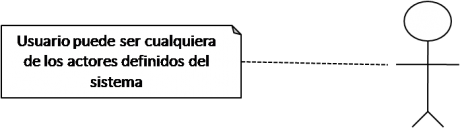 Usuario puede ser cualquiera
de los actores definidos del
sistema